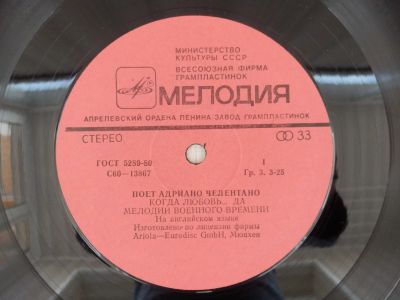 МИНИСТЕРСТВО
КУЛЬТУРЫ СССР
ВСЕСОЮЗНАЯ ФИРМА
ГРАМПЛАСТИНОК
МЕЛОДИЯ
АПРЕЛЕВСКИЙ ОРДЕНА ЛЕНИНА ЗАВОД ГРАМПЛАСТИНОК
СТЕРЕО 33
ГОСТ 5289-80 1
С60—13867 Гр. 3. 3-25
ПОЕТ АДРИАНО ЧЕЛЕНТАНО
КОГДА ЛЮБОВЬ... ДА
МЕЛОДИИ ВОЕННОГО ВРЕМЕНИ
На английском языке
Изготовлено по лицензии фирмы
Ariola—Eurodisc GmbH, Мюнхен